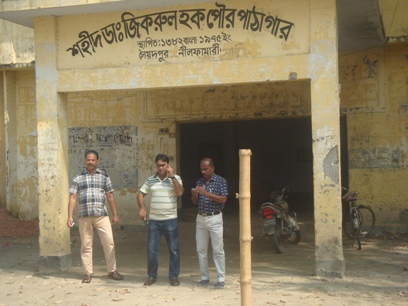 শহীদ ডাঃ জিকরুল হক পৌর পাঠাগার
স্থাপিতঃ ১৩৮২ বাংলা ১৯৭৫ ইং
সৈয়দপুর নীলফামারী